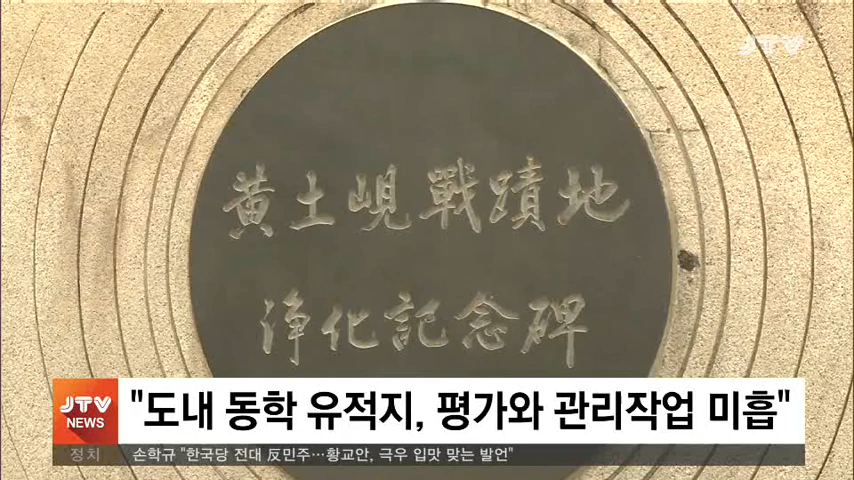 JTV
黃土峴戰蹟地
淨化記念碑
JTV NEWS
"도내 동학 유적지, 평가와 관리작업 미흡"
정치
손학규 "한국당 전대 反민주…황교안, 극우 입맛 맞는 발언"